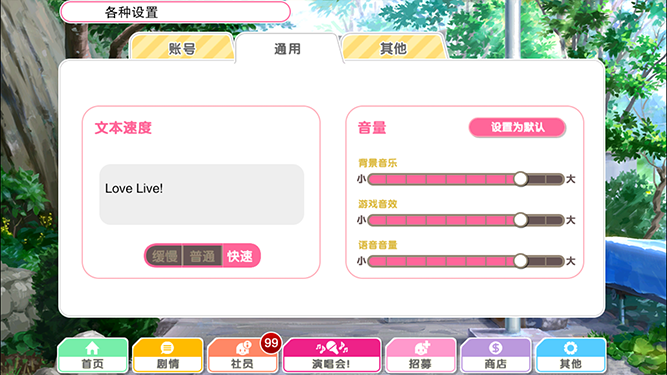 各种设置
账号
通用
其他
文本速度
Love Live!
缓慢 普通 快速
音量
设置为默认
背景音乐
小 大
游戏音效
小 大
语音音量
小 大
99
首页 剧情 社员 演唱会! 招募 商店 其他